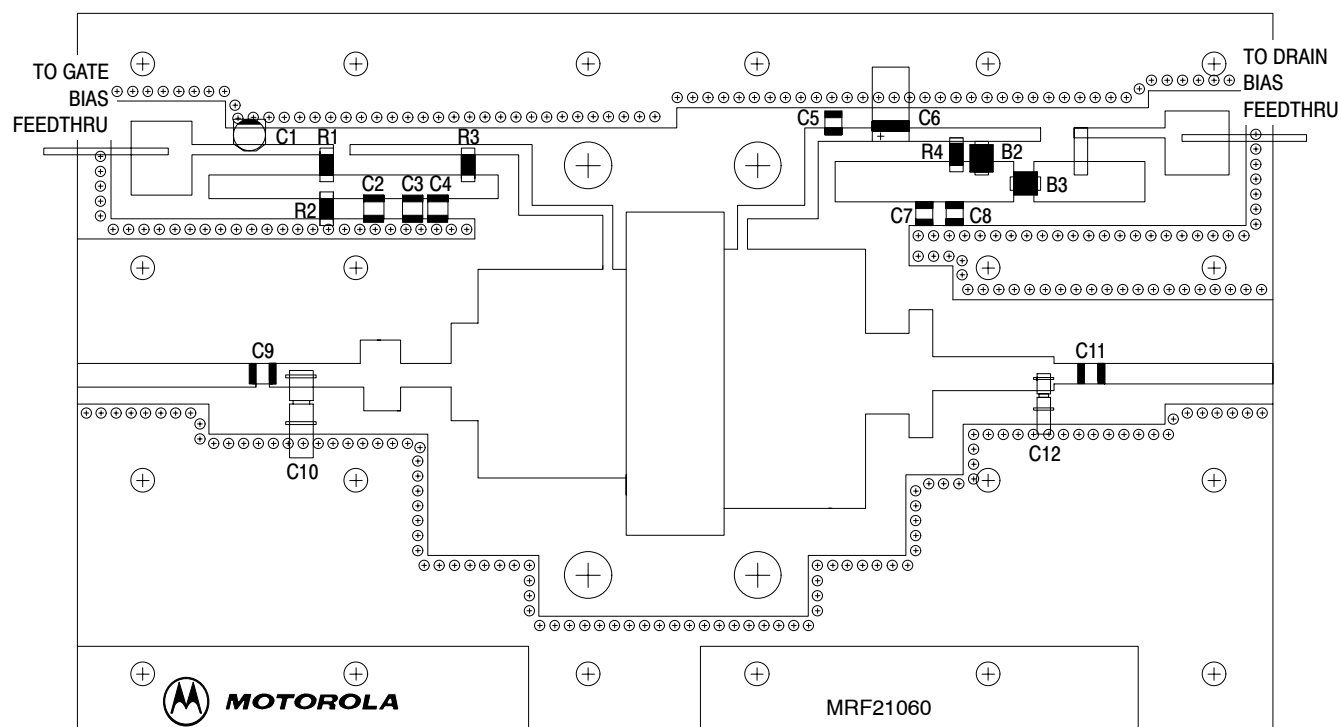 TO GATE
BIAS
FEEDTHRU
TO DRAIN
BIAS
FEEDTHRU
C1
R1
R3
C5
C6
R4
B2
B3
C2
C3
C4
R2
C7
C8
C9
C11
C10
C12
MOTOROLA
MRF21060